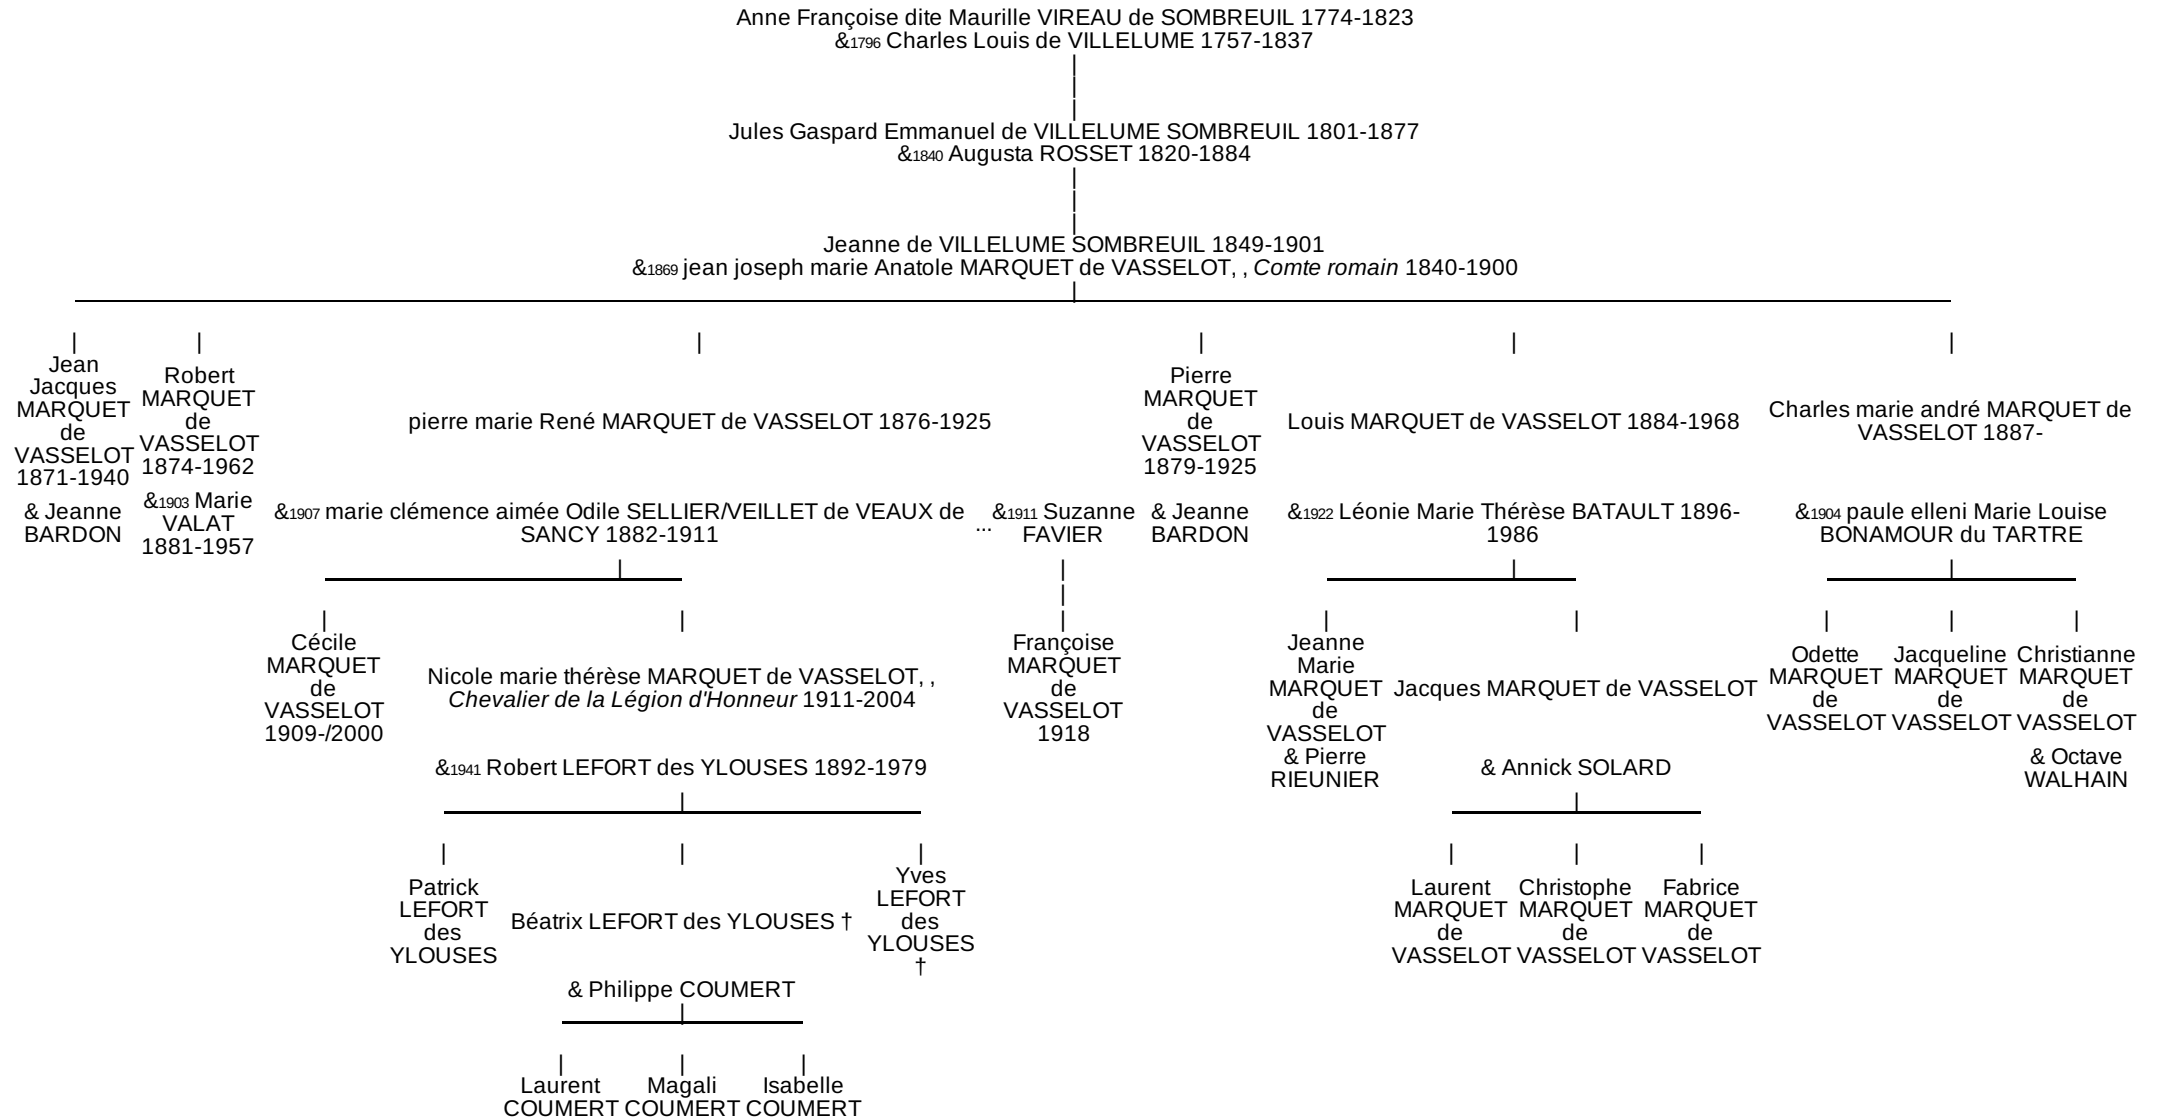 Anne Françoise dite Maurille VIREAU de SOMBREUIL 1774-1823
&1796 Charles Louis de VILLELUME 1757-1837
Jules Gaspard Emmanuel de VILLELUME SOMBREUIL 1801-1877
&1840 Augusta ROSSET 1820-1884
Jeanne de VILLELUME SOMBREUIL 1849-1901
&1869 jean joseph marie Anatole MARQUET de VASSELOT, , Comte romain 1840-1900
Jean
Jacques
MARQUET
de
VASSELOT
1871-1940
& Jeanne
BARDON
Robert
MARQUET
de
VASSELOT
1874-1962
&1903 Marie
VALAT
1881-1957
pierre marie René MARQUET de VASSELOT 1876-1925
&1907 marie clémence aimée Odile SELLIER/VEILLET de VEAUX de
SANCY 1882-1911
...
&1911 Suzanne
FAVIER
Pierre
MARQUET
de
VASSELOT
1879-1925
& Jeanne
BARDON
Louis MARQUET de VASSELOT 1884-1968
&1922 Léonie Marie Thérèse BATAULT 1896-
1986
Charles marie andré MARQUET de
VASSELOT 1887-
&1904 paule elleni Marie Louise
BONAMOUR du TARTRE
Cécile
MARQUET
de
VASSELOT
1909-/2000
Nicole marie thérèse MARQUET de VASSELOT, ,
Chevalier de la Légion d'Honneur 1911-2004
&1941 Robert LEFORT des YLOUSES 1892-1979
Françoise
MARQUET
de
VASSELOT
1918
Jeanne
Marie
MARQUET
de
VASSELOT
& Pierre
RIEUNIER
Jacques MARQUET de VASSELOT
& Annick SOLARD
Odette
MARQUET
de
VASSELOT
Jacqueline
MARQUET
de
VASSELOT
Christianne
MARQUET
de
VASSELOT
& Octave
WALHAIN
Patrick
LEFORT
des
YLOUSES
Béatrix LEFORT des YLOUSES †
& Philippe COUMERT
Yves
LEFORT
des
YLOUSES
†
Laurent
MARQUET
de
VASSELOT
Christophe
MARQUET
de
VASSELOT
Fabrice
MARQUET
de
VASSELOT
Laurent
COUMERT
Magali
COUMERT
Isabelle
COUMERT